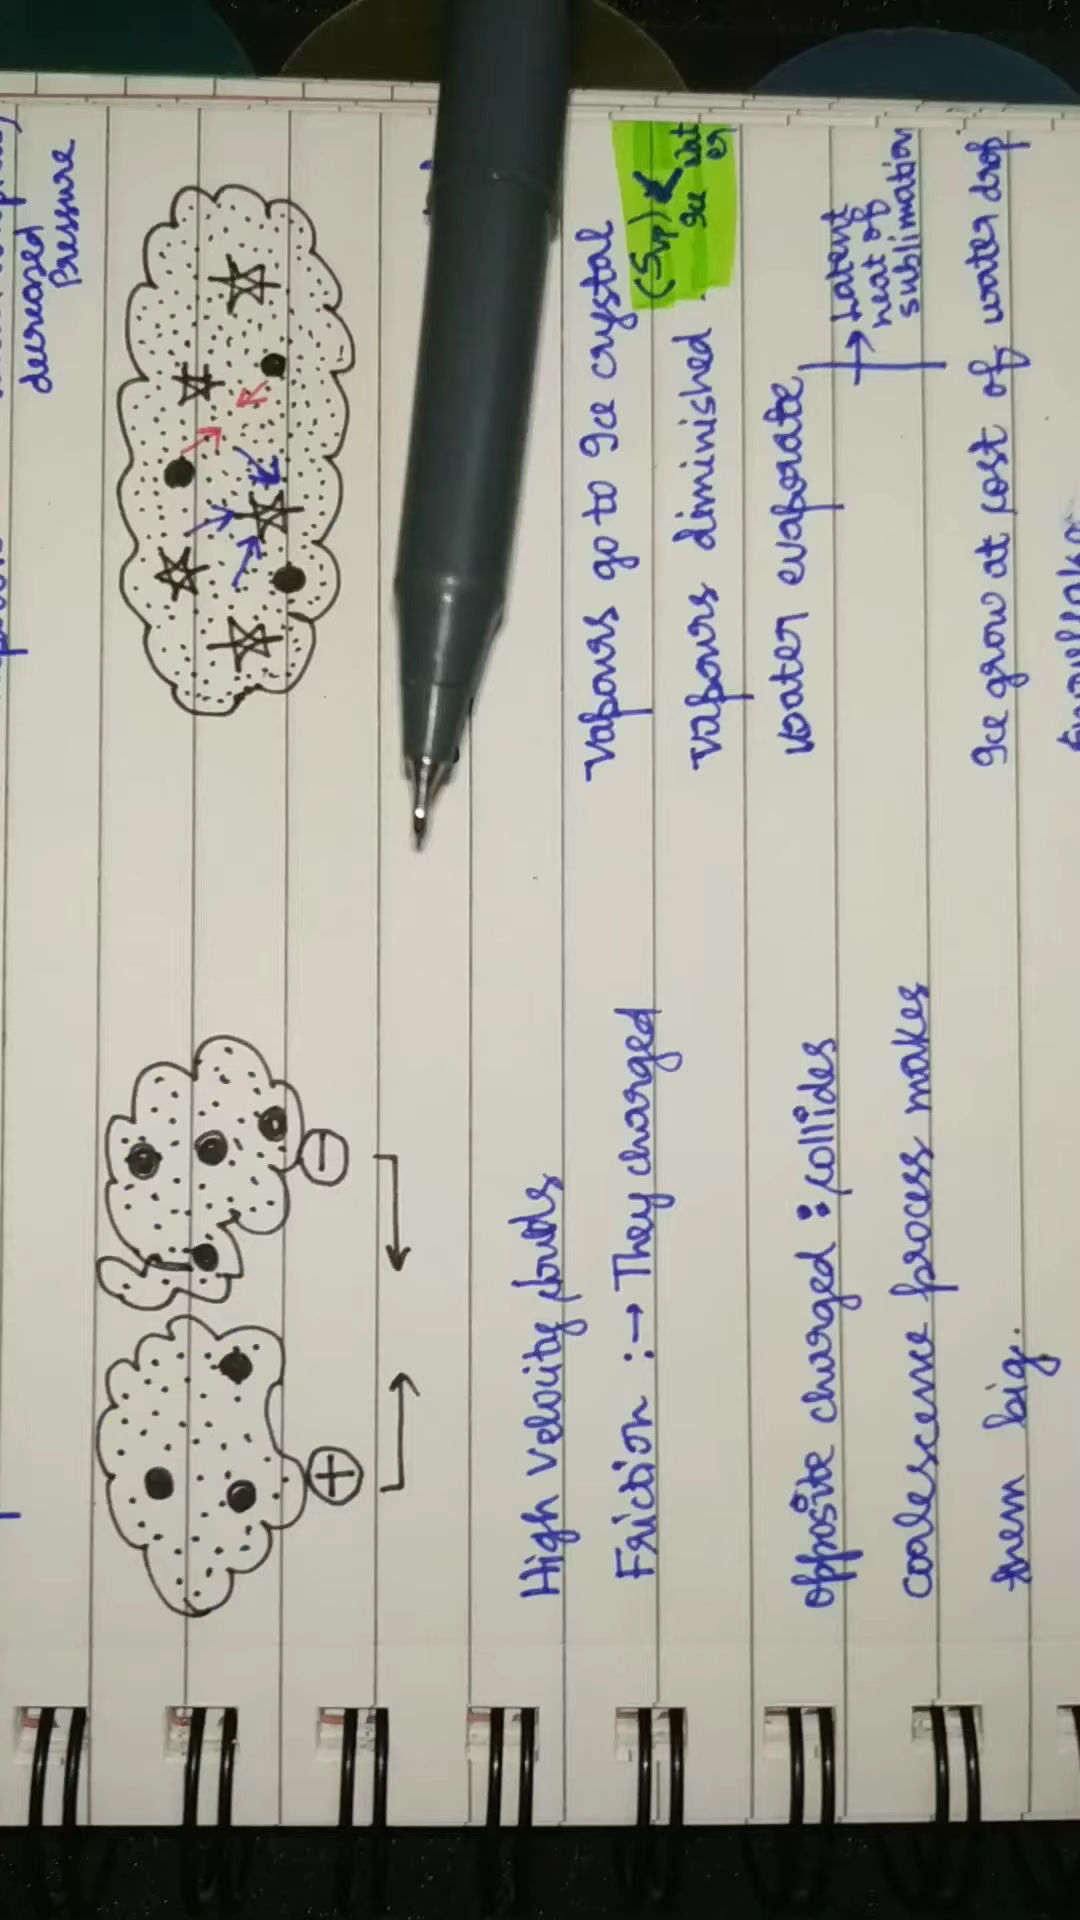 decreased
Pressure
⊖
⊕
High velocity clouds
Friction :→ They charged
opposite charged : collides
coalescence process makes
them big.
Vapours go to Ice crystal
(Svp) Ice < wat
er
Vapours diminished.
water evaporate
→ Latent
heat of
sublimation
Ice grow at cost of water drop